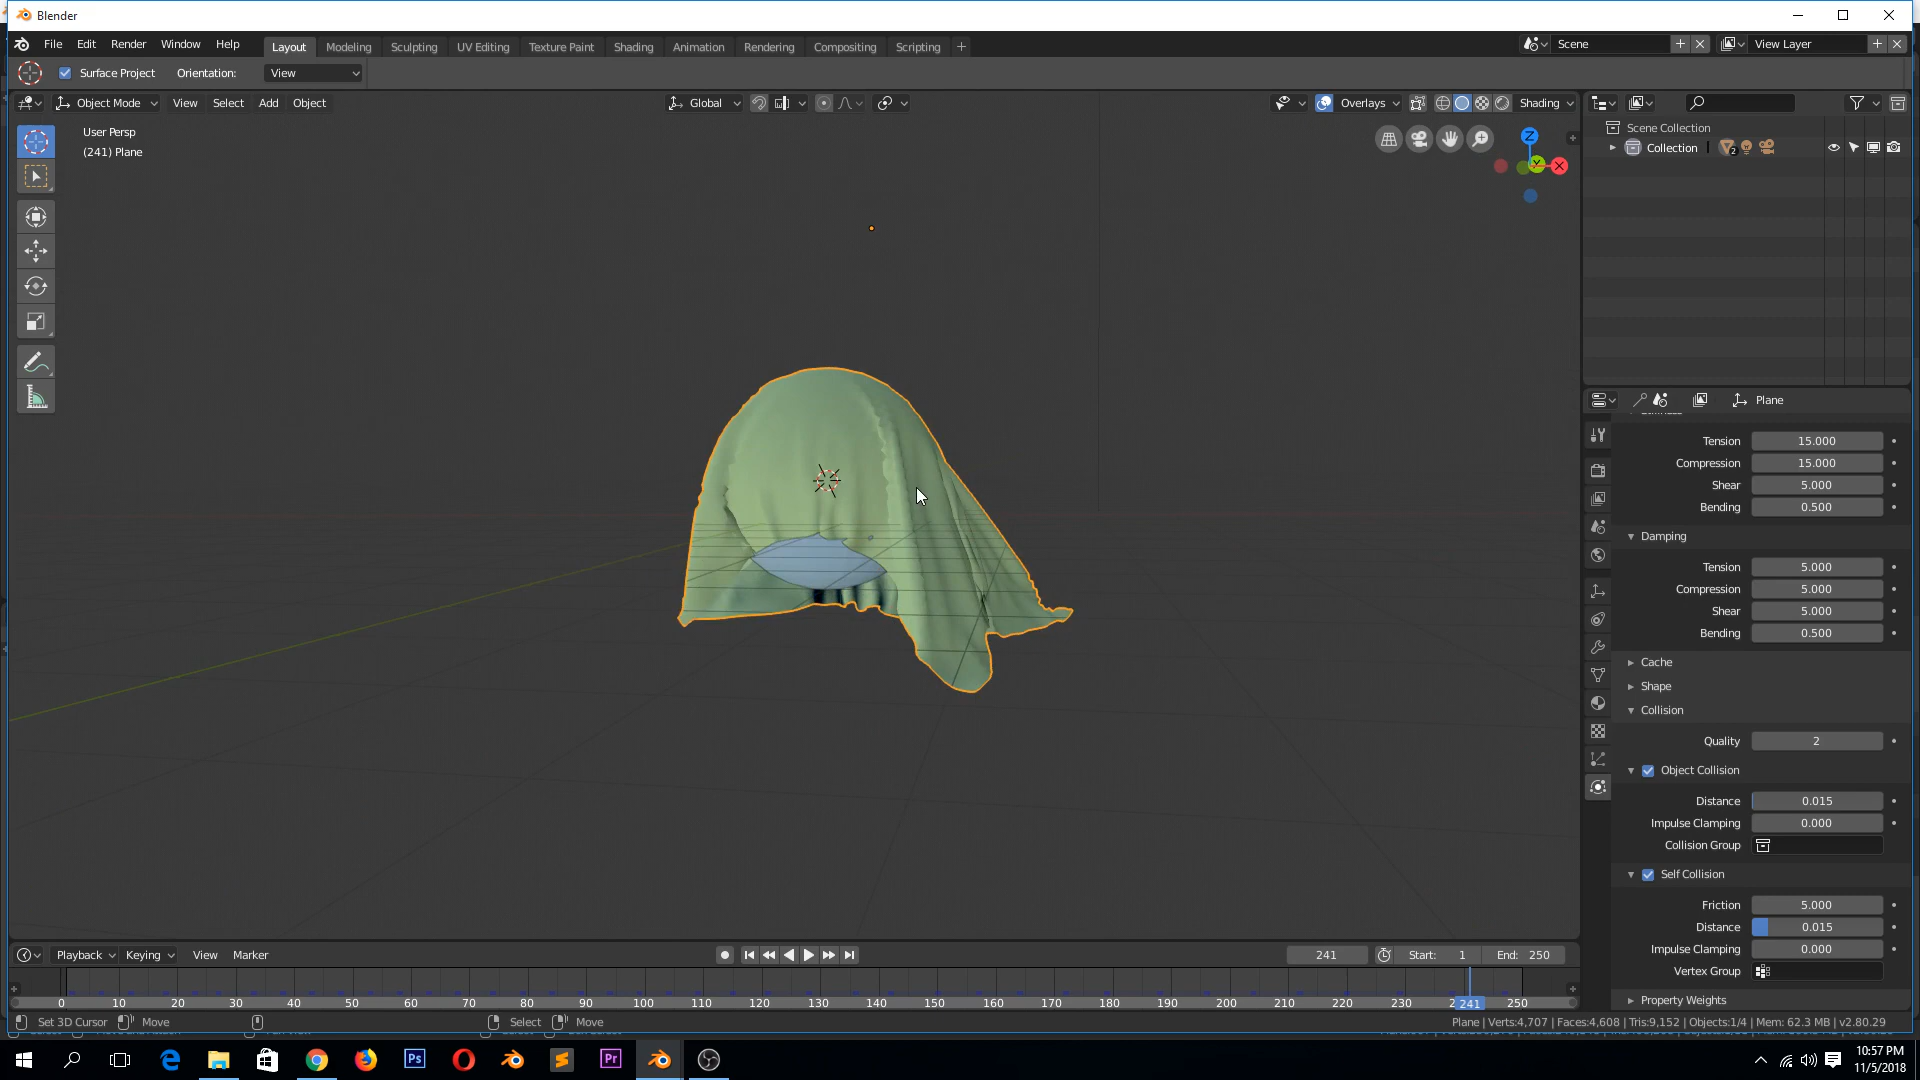 Blender
File Edit Render Window Help Layout Modeling Sculpting UV Editing Texture Paint Shading Animation Rendering Compositing Scripting + Scene View Layer
Surface Project Orientation: View
Object Mode View Select Add Object Global Overlays Shading
User Persp
(241) Plane
Z
Y
X
Scene Collection
Collection 2
Plane
Tension 15.000
Compression 15.000
Shear 5.000
Bending 0.500
Damping
Tension 5.000
Compression 5.000
Shear 5.000
Bending 0.500
Cache
Shape
Collision
Quality 2
Object Collision
Distance 0.015
Impulse Clamping 0.000
Collision Group
Self Collision
Friction 5.000
Distance 0.015
Impulse Clamping 0.000
Vertex Group
Property Weights
Playback Keying View Marker 241 Start: 1 End: 250
0 10 20 30 40 50 60 70 80 90 100 110 120 130 140 150 160 170 180 190 200 210 220 230 241 250
Set 3D Cursor Move Select Move Plane | Verts:4,707 | Faces:4,608 | Tris:9,152 | Objects:1/4 | Mem: 62.3 MB | v2.80.29
Ps Pr
10:57 PM
11/5/2018